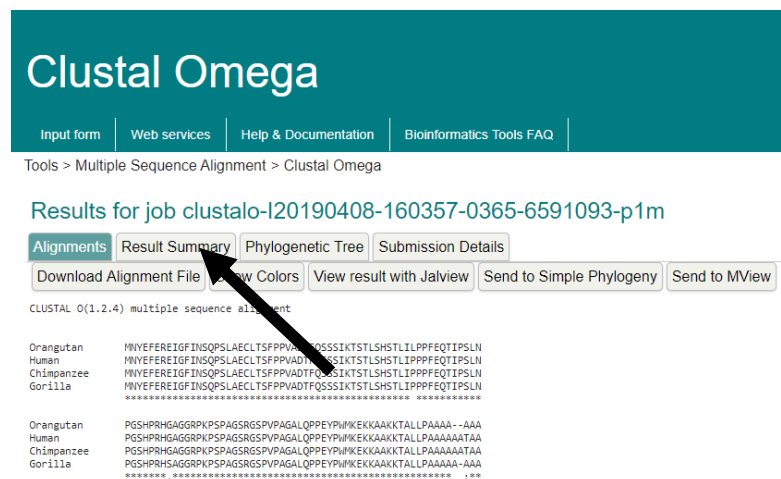 Clustal Omega
Input form Web services Help & Documentation Bioinformatics Tools FAQ
Tools > Multiple Sequence Alignment > Clustal Omega
Results for job clustalo-I20190408-160357-0365-6591093-p1m
Alignments Result Summary Phylogenetic Tree Submission Details
Download Alignment File Colors View result with Jalview Send to Simple Phylogeny Send to MView
CLUSTAL O(1.2.4) multiple sequence alignment
Orangutan
Human
Chimpanzee MNYEFEREIGFINSQPSLAECLTSFPPVADTFQSSSIKTSTLSHSTLIPPPFEQTIPSLN
Gorilla MNYEFEREIGFINSQPSLAECLTSFPPVADTFQSSSIKTSTLSHSTLIPPPFEQTIPSLN
************************************************ ***********
Orangutan PGSHPRHGAGGRPKPSPAGSRGSPVPAGALQPPEYPWMKEKKAAKKTALLPAAAA--AAA
Human PGSHPRHGAGGRPKPSPAGSRGSPVPAGALQPPEYPWMKEKKAAKKTALLPAAAAAATAA
Chimpanzee PGSHPRHGAGGRPKPSPAGSRGSPVPAGALQPPEYPWMKEKKAAKKTALLPAAAAAATAA
Gorilla PGSHPRHSAGGRPKPSPAGSRGSPVPAGALQPPEYPWMKEKKAAKKTALLPAAAAA-AAA
*******.*********************************************** :**